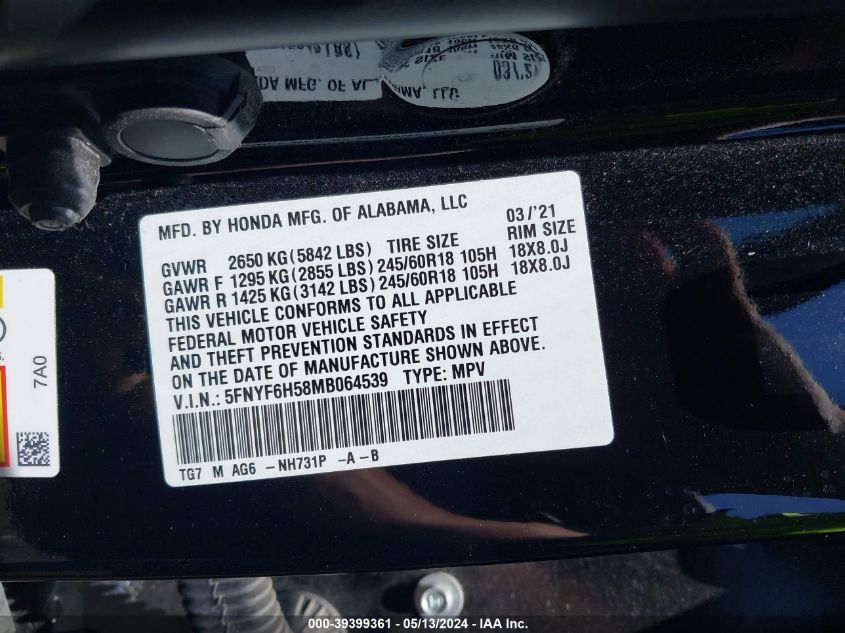 MFD. BY HONDA MFG. OF ALABAMA, LLC 03/'21
GVWR 2650 KG(5842 LBS) TIRE SIZE RIM SIZE
GAWR F 1295 KG(2855 LBS)245/60R18 105H 18X8.0J
GAWR R 1425 KG(3142 LBS)245/60R18 105H 18X8.0J
THIS VEHICLE CONFORMS TO ALL APPLICABLE
FEDERAL MOTOR VEHICLE SAFETY
AND THEFT PREVENTION STANDARDS IN EFFECT
ON THE DATE OF MANUFACTURE SHOWN ABOVE.
V.I.N.: 5FNYF6H58MB064539 TYPE: MPV
TG7 M AG6 -NH731P -A-B
7A0
000-39399361 - 05/13/2024 - IAA Inc.